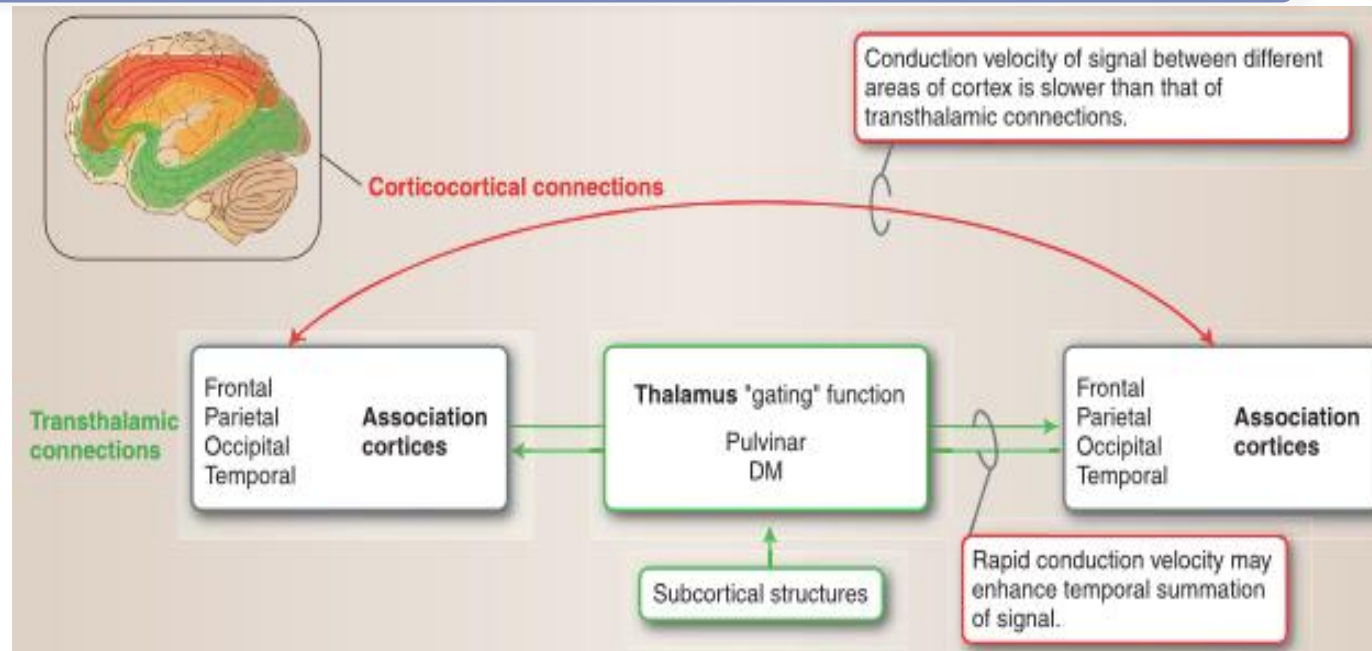 Conduction velocity of signal between different
areas of cortex is slower than that of
transthalamic connections.
Corticocortical connections
Transthalamic
connections
Frontal
Parietal
Occipital
Temporal
Association
cortices
Thalamus "gating" function
Pulvinar
DM
Frontal
Parietal
Occipital
Temporal
Association
cortices
Subcortical structures
Rapid conduction velocity may
enhance temporal summation
of signal.